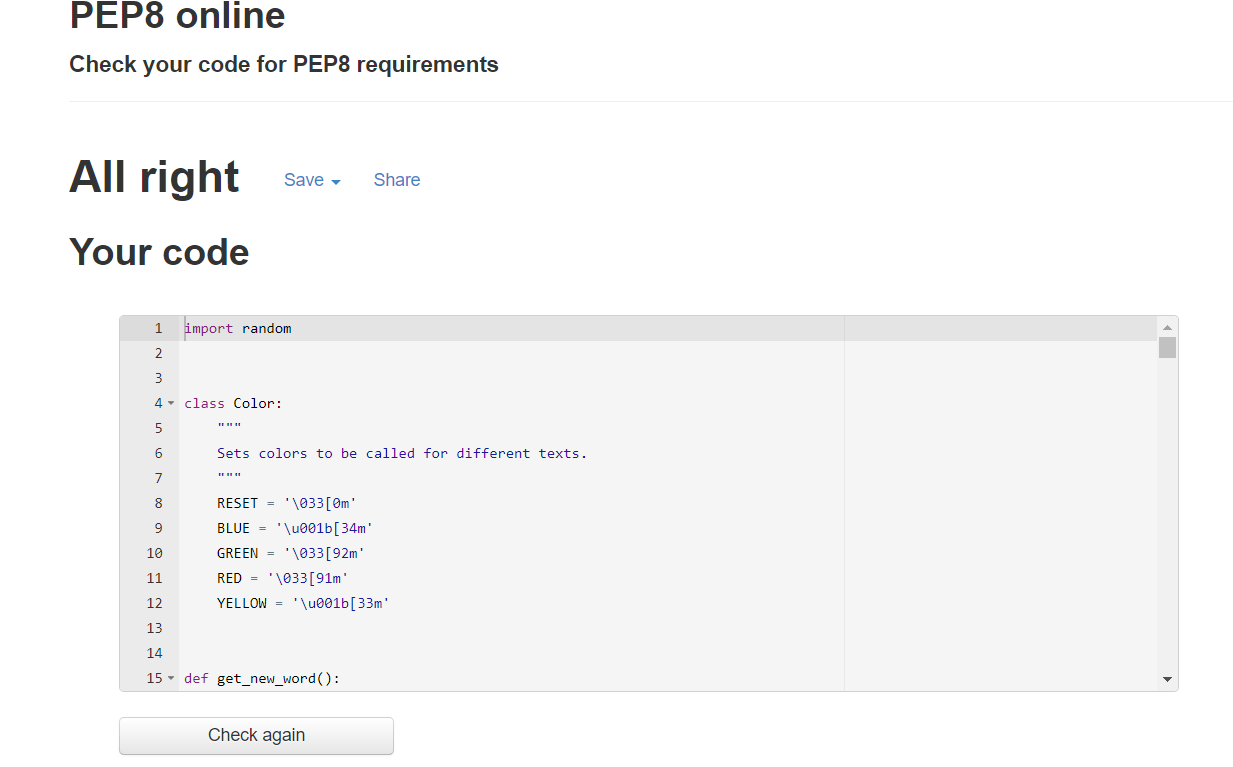 PEP8 online
Check your code for PEP8 requirements
All right Save Share
Your code
1 import random
2
3
4 class Color:
5 """
6 Sets colors to be called for different texts.
7 """
8 RESET = '\033[0m'
9 BLUE = '\u001b[34m'
10 GREEN = '\033[92m'
11 RED = '\033[91m'
12 YELLOW = '\u001b[33m'
13
14
15 def get_new_word():
Check again